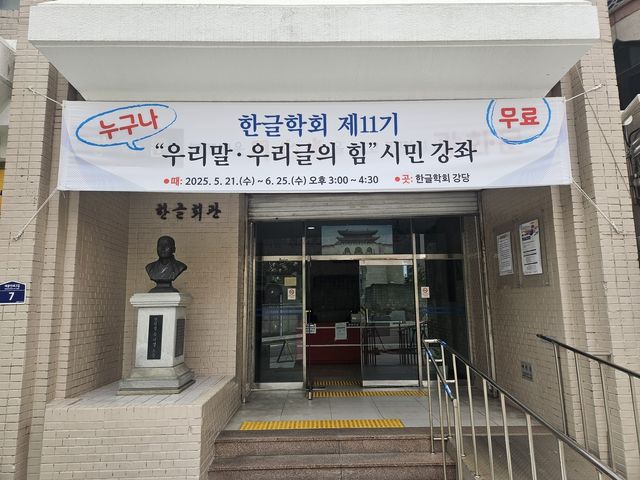 누구나
한글학회 제11기
무료
“우리말·우리글의 힘” 시민 강좌
●때: 2025. 5. 21.(수) ~ 6. 25.(수) 오후 3:00 ~ 4:30 ●곳: 한글학회 강당
한글회관
7